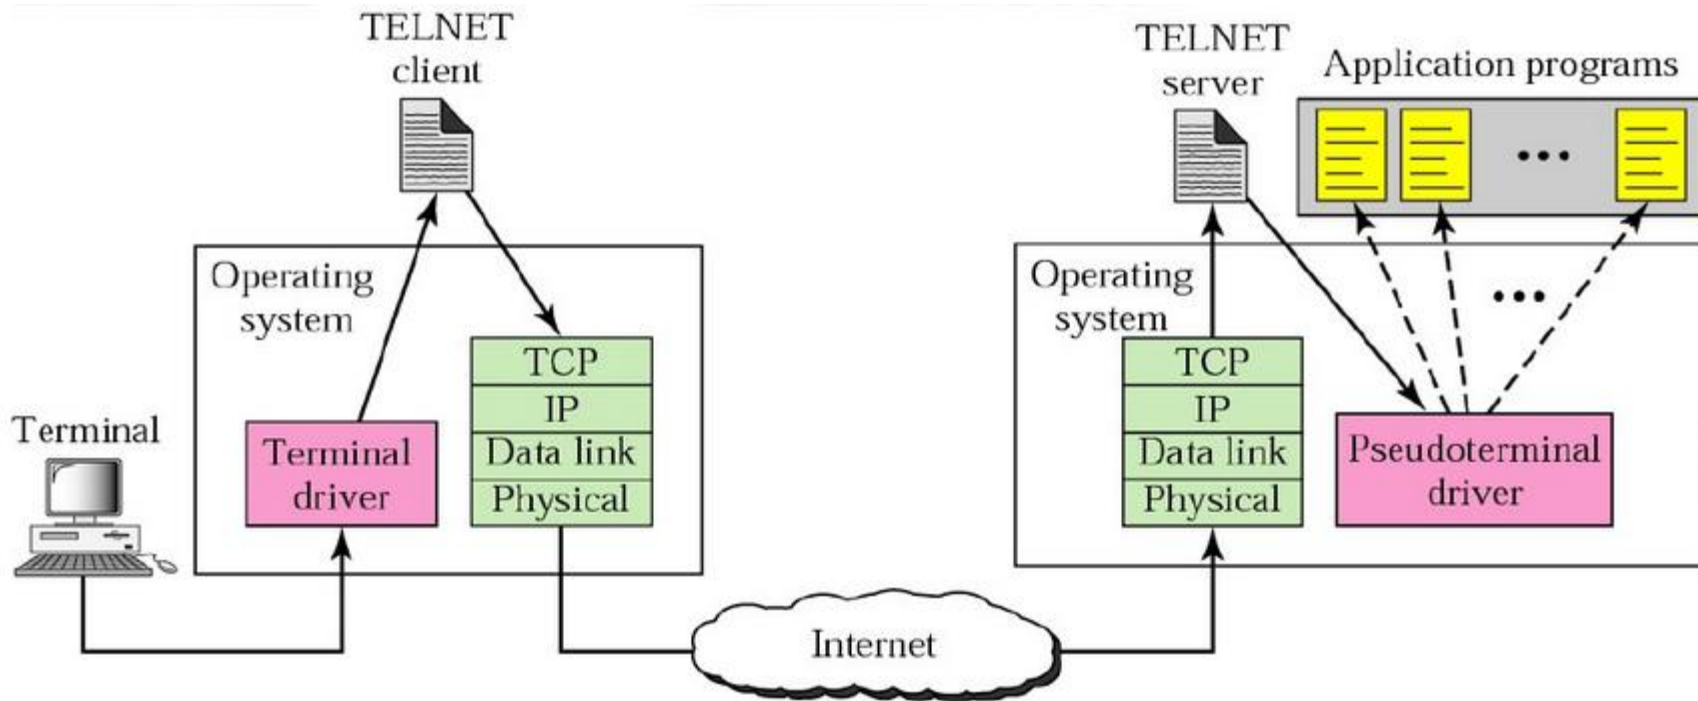 TELNET
client
TELNET
server
Application programs
Operating
system
TCP
IP
Data link
Physical
Terminal
Terminal
driver
Operating
system
TCP
IP
Data link
Physical
Pseudoterminal
driver
Internet